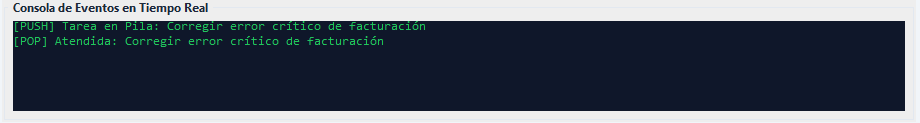 Consola de Eventos en Tiempo Real
[PUSH] Tarea en Pila: Corregir error crítico de facturación
[POP] Atendida: Corregir error crítico de facturación